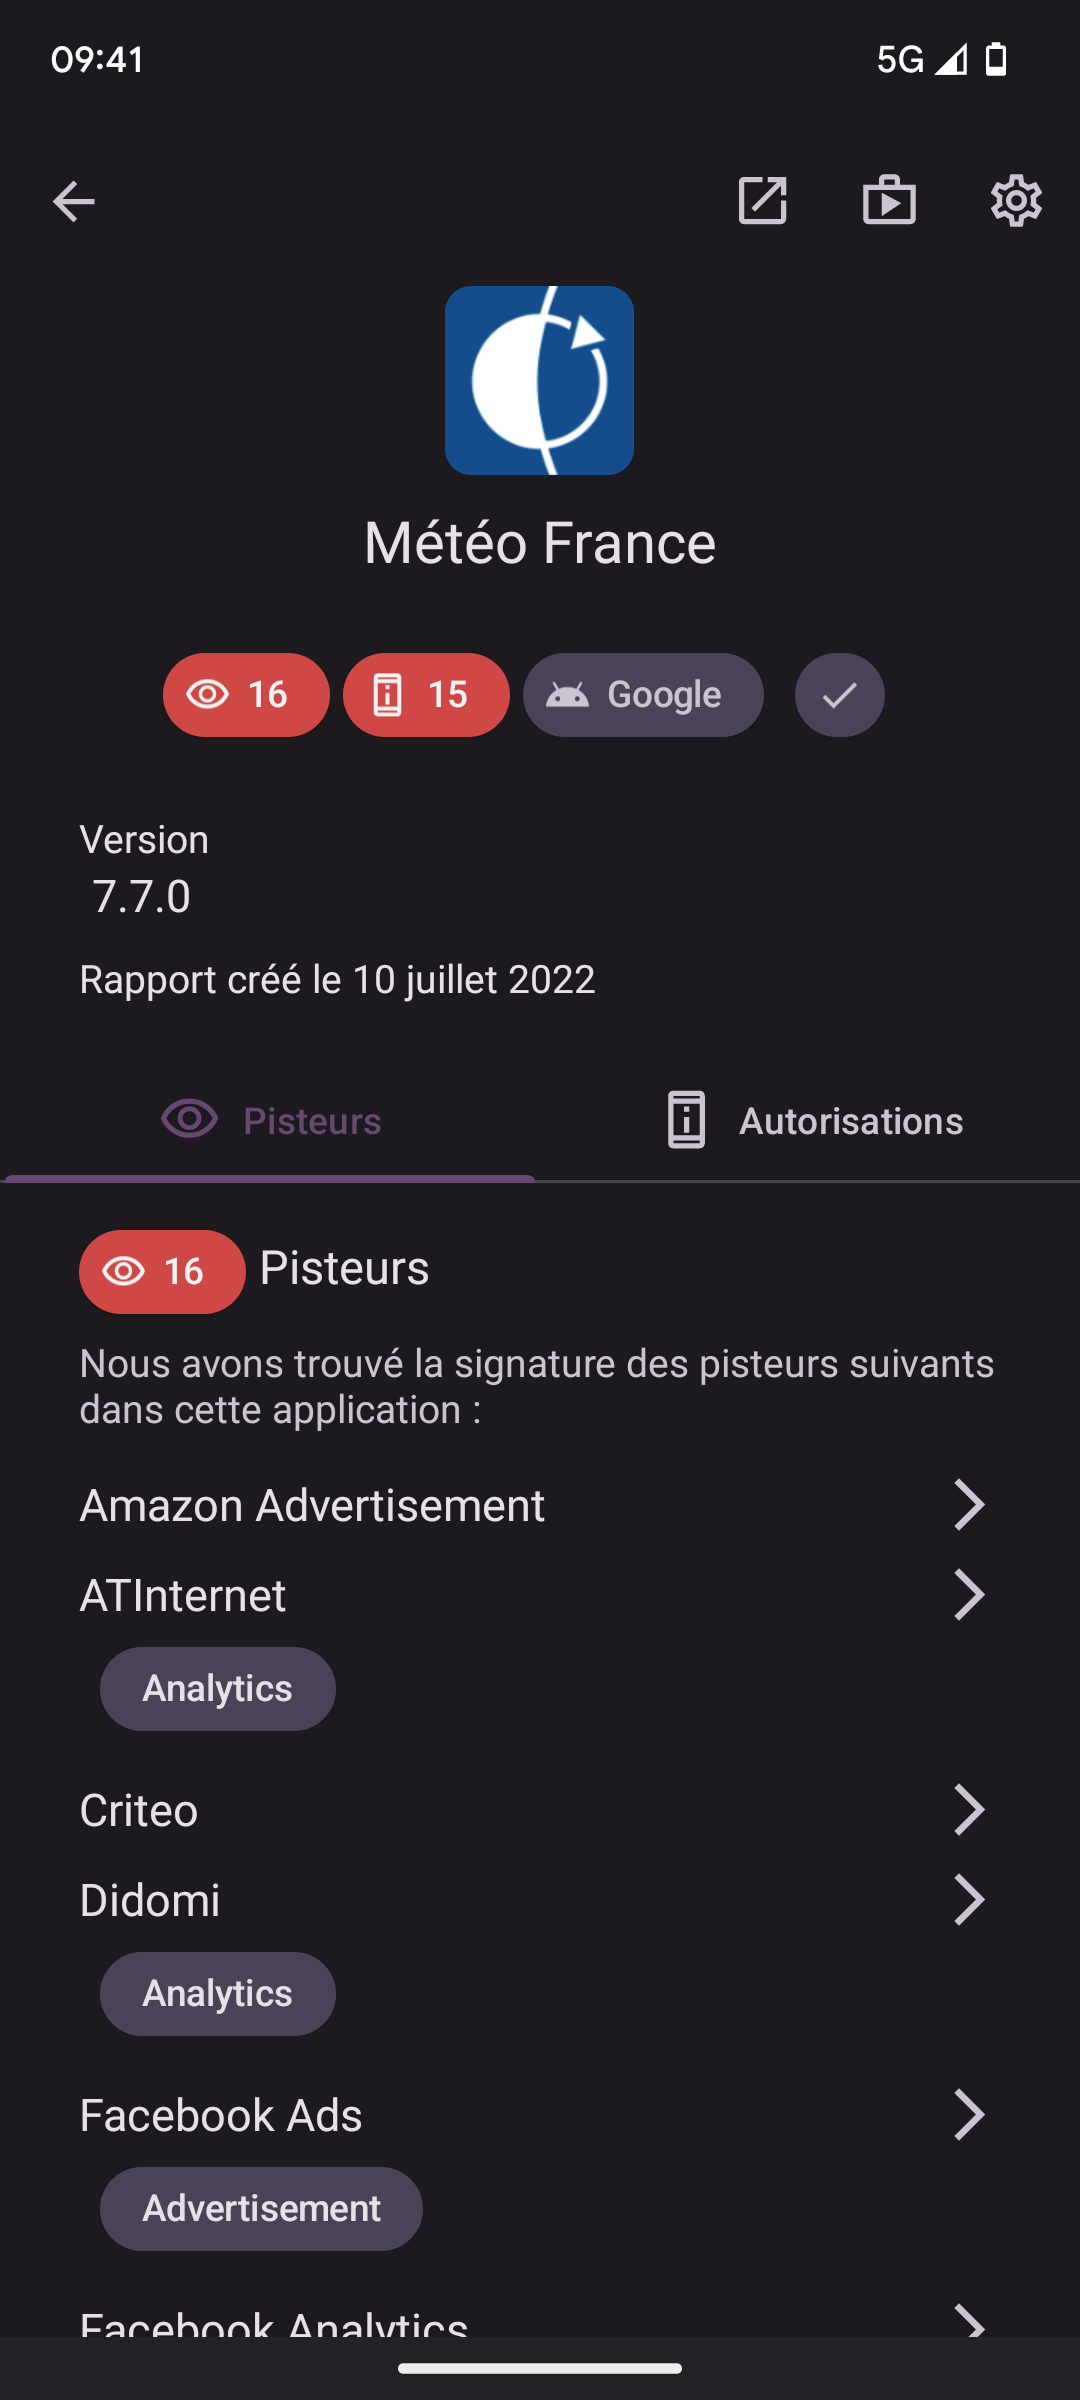 09:41
5G
Météo France
16
15
Google
Version
7.7.0
Rapport créé le 10 juillet 2022
Pisteurs
Autorisations
16
Pisteurs
Nous avons trouvé la signature des pisteurs suivants
dans cette application :
Amazon Advertisement
ATInternet
Analytics
Criteo
Didomi
Analytics
Facebook Ads
Advertisement
Facebook Analytics